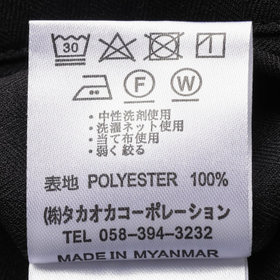 30
F W
・中性洗剤使用
・洗濯ネット使用
・当て布使用
・弱く絞る
表地 POLYESTER 100%
(株)タカオカコーポレーション
TEL 058-394-3232
MADE IN MYANMAR